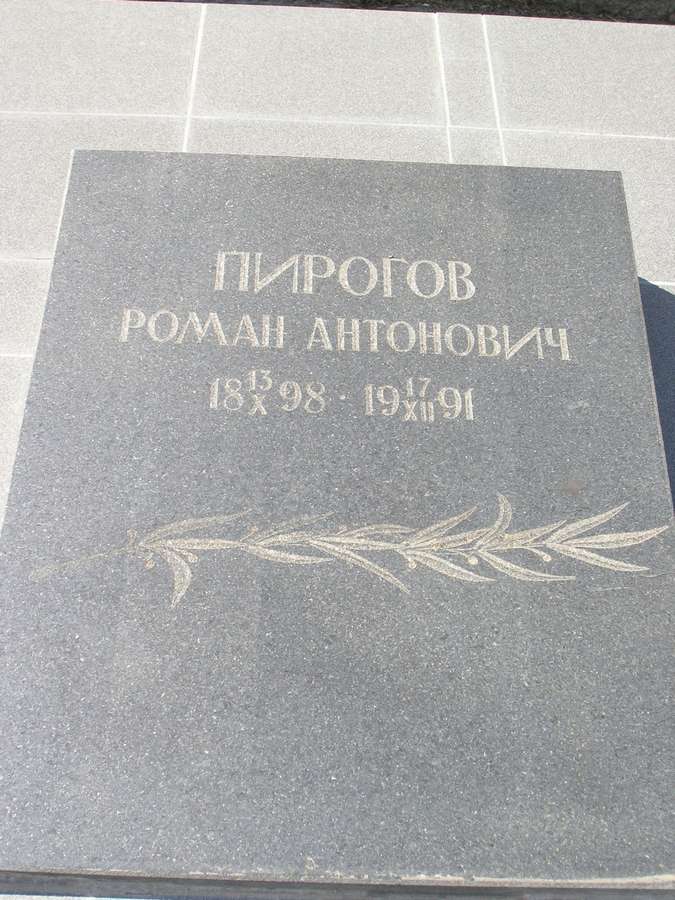 ПИРОГОВ
РОМАН АНТОНОВИЧ
18 13/X 98 · 19 17/XII 91